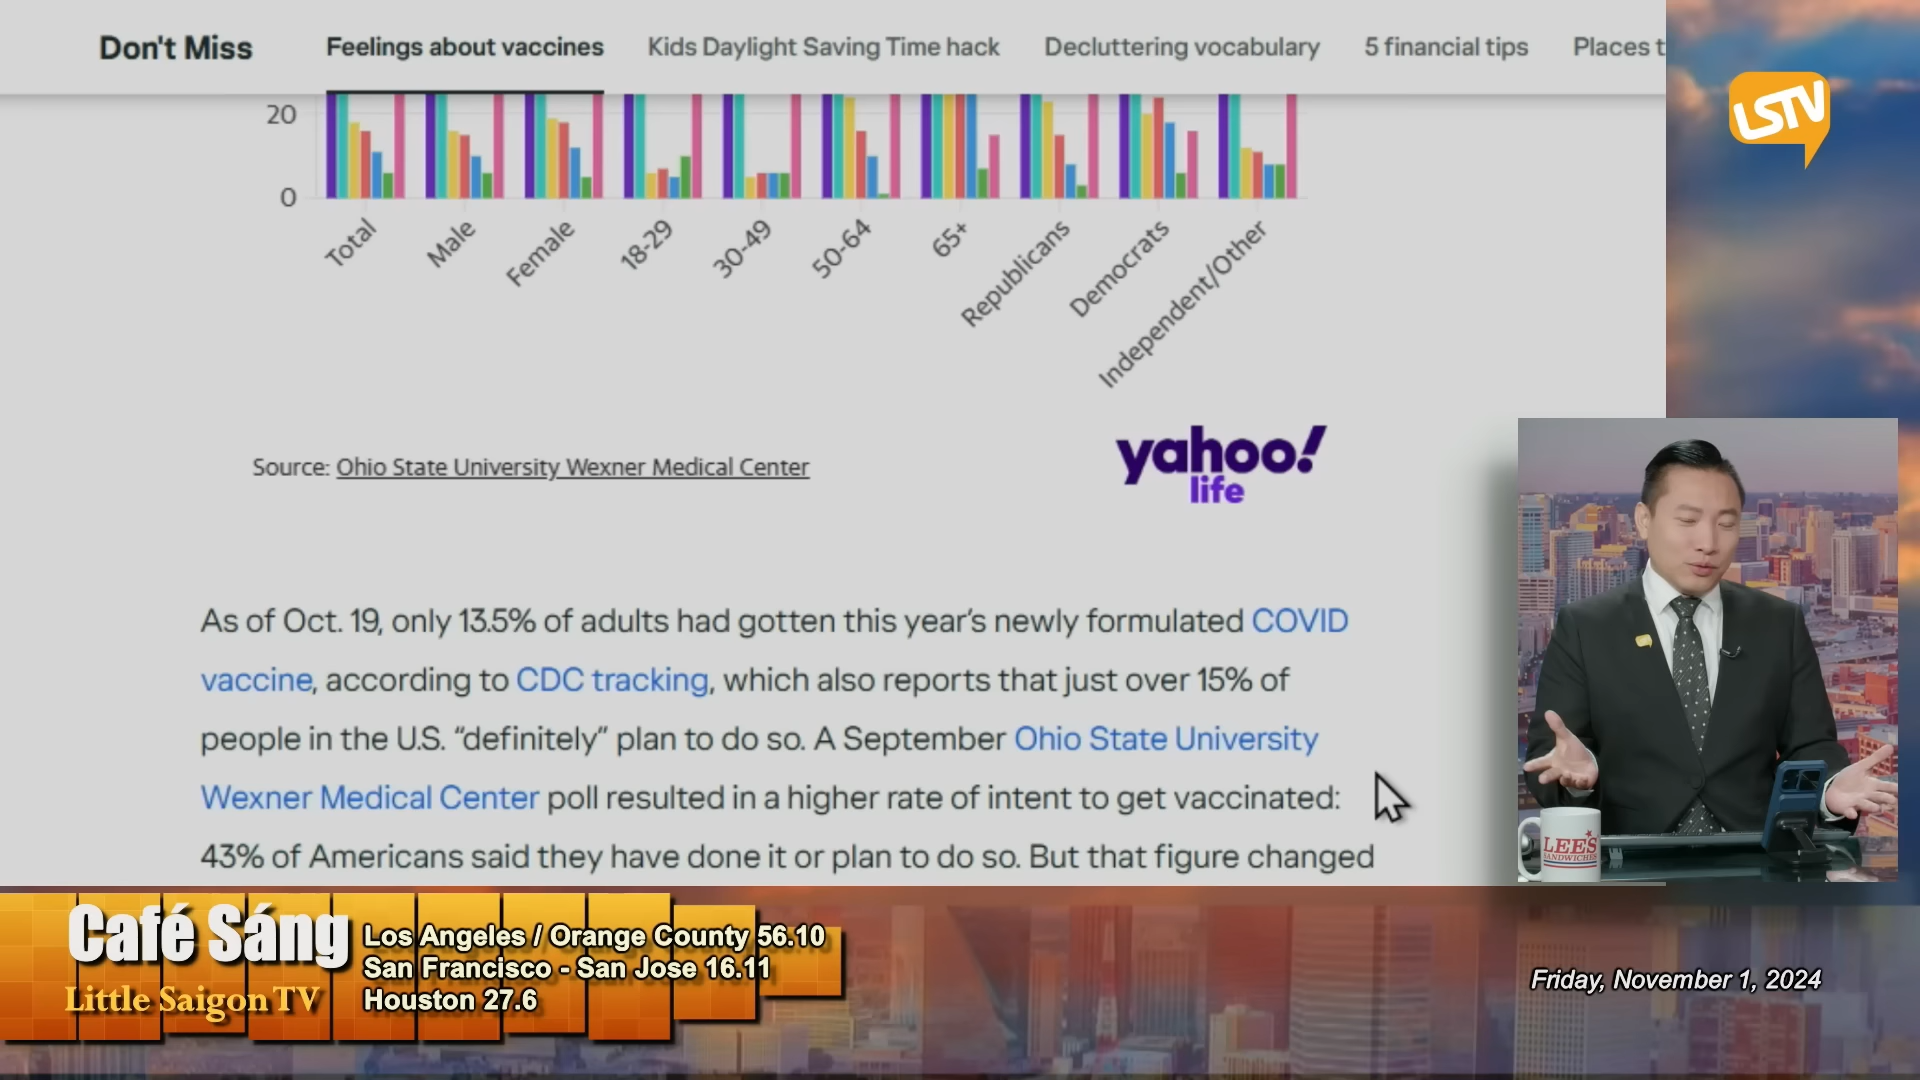 Don't Miss
Feelings about vaccines
Kids Daylight Saving Time hack
Decluttering vocabulary
5 financial tips
Places t
LSTV
20
0
Total
Male
Female
18-29
30-49
50-64
65+
Republicans
Democrats
Independent/Other
Source: Ohio State University Wexner Medical Center
yahoo!
life
As of Oct. 19, only 13.5% of adults had gotten this year's newly formulated COVID
vaccine, according to CDC tracking, which also reports that just over 15% of
people in the U.S. “definitely” plan to do so. A September Ohio State University
Wexner Medical Center poll resulted in a higher rate of intent to get vaccinated:
43% of Americans said they have done it or plan to do so. But that figure changed
LEE'S
SANDWICHES
Café Sáng
Little Saigon TV
Los Angeles / Orange County 56.10
San Francisco - San Jose 16.11
Houston 27.6
Friday, November 1, 2024